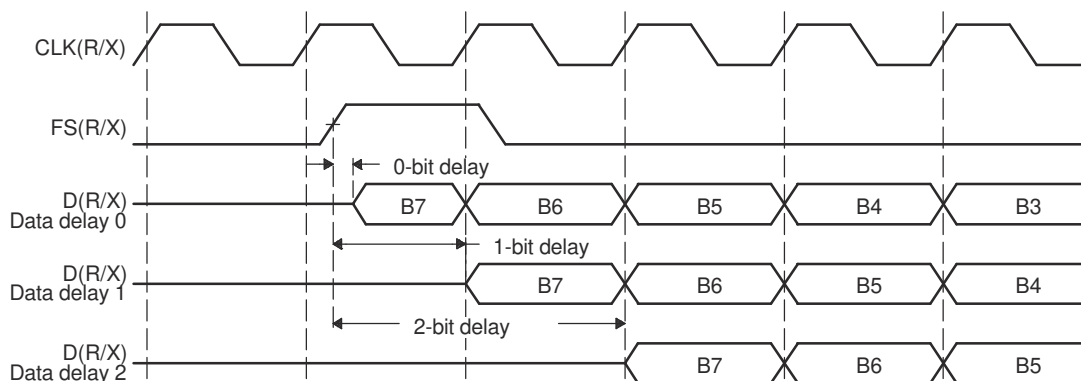 CLK(R/X)
FS(R/X)
0-bit delay
D(R/X)
Data delay 0
B7 B6 B5 B4 B3
1-bit delay
D(R/X)
Data delay 1
B7 B6 B5 B4
2-bit delay
D(R/X)
Data delay 2
B7 B6 B5